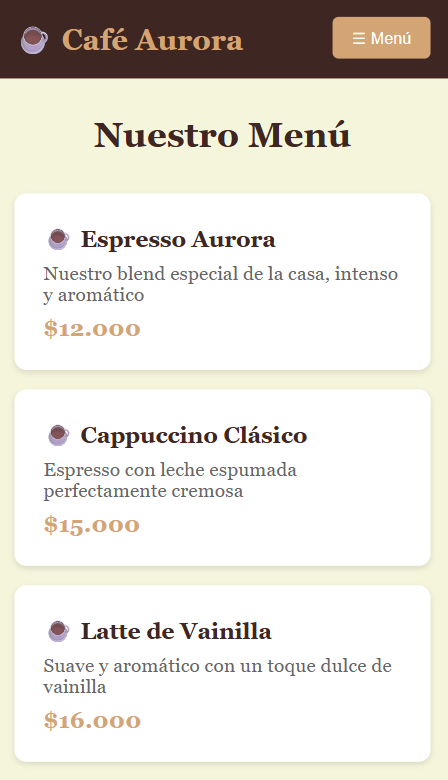 Café Aurora
☰ Menú
Nuestro Menú
Espresso Aurora
Nuestro blend especial de la casa, intenso
y aromático
$12.000
Cappuccino Clásico
Espresso con leche espumada
perfectamente cremosa
$15.000
Latte de Vainilla
Suave y aromático con un toque dulce de
vainilla
$16.000